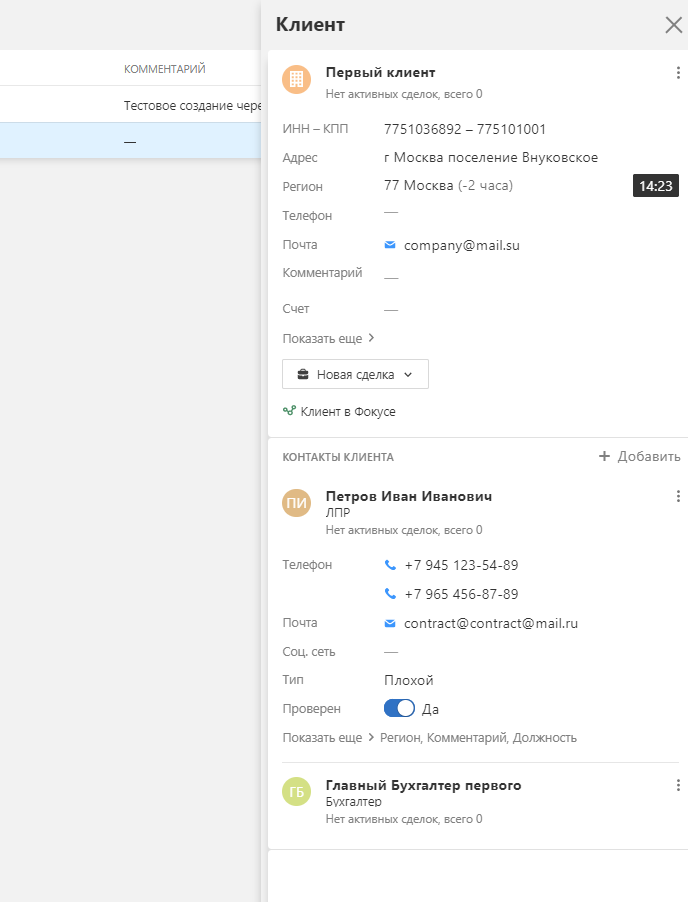 Клиент
КОММЕНТАРИЙ
Тестовое создание чере
—
Первый клиент
Нет активных сделок, всего 0
ИНН – КПП 7751036892 – 775101001
Адрес г Москва поселение Внуковское
Регион 77 Москва (-2 часа) 14:23
Телефон —
Почта company@mail.su
Комментарий —
Счет —
Показать еще
Новая сделка
Клиент в Фокусе
КОНТАКТЫ КЛИЕНТА + Добавить
ПИ Петров Иван Иванович
ЛПР
Нет активных сделок, всего 0
Телефон +7 945 123-54-89
+7 965 456-87-89
Почта contract@contract@mail.ru
Соц. сеть —
Тип Плохой
Проверен Да
Показать еще Регион, Комментарий, Должность
ГБ Главный Бухгалтер первого
Бухгалтер
Нет активных сделок, всего 0